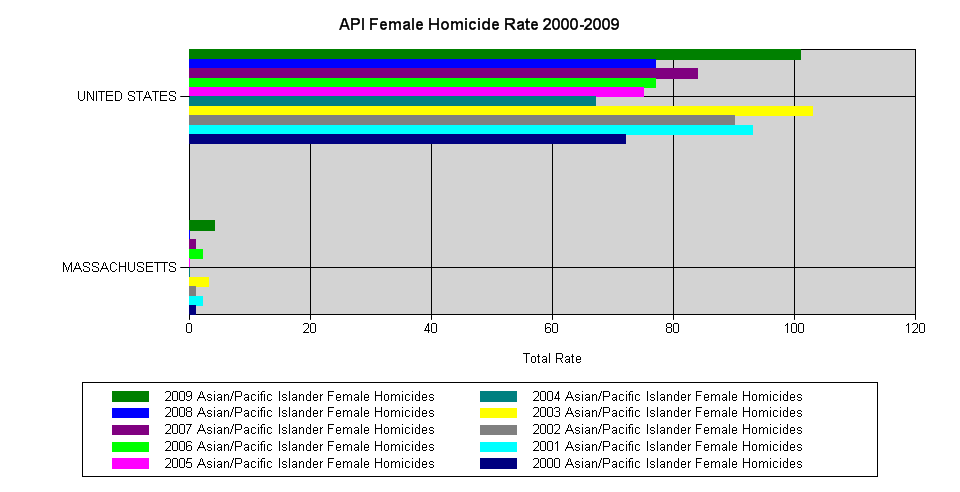 API Female Homicide Rate 2000-2009
UNITED STATES
MASSACHUSETTS
0 20 40 60 80 100 120
Total Rate
2009 Asian/Pacific Islander Female Homicides
2008 Asian/Pacific Islander Female Homicides
2007 Asian/Pacific Islander Female Homicides
2006 Asian/Pacific Islander Female Homicides
2005 Asian/Pacific Islander Female Homicides
2004 Asian/Pacific Islander Female Homicides
2003 Asian/Pacific Islander Female Homicides
2002 Asian/Pacific Islander Female Homicides
2001 Asian/Pacific Islander Female Homicides
2000 Asian/Pacific Islander Female Homicides